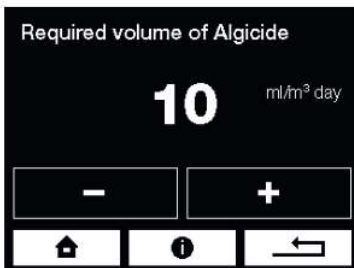 Required volume of Algicide
10 ml/m³ day
− +